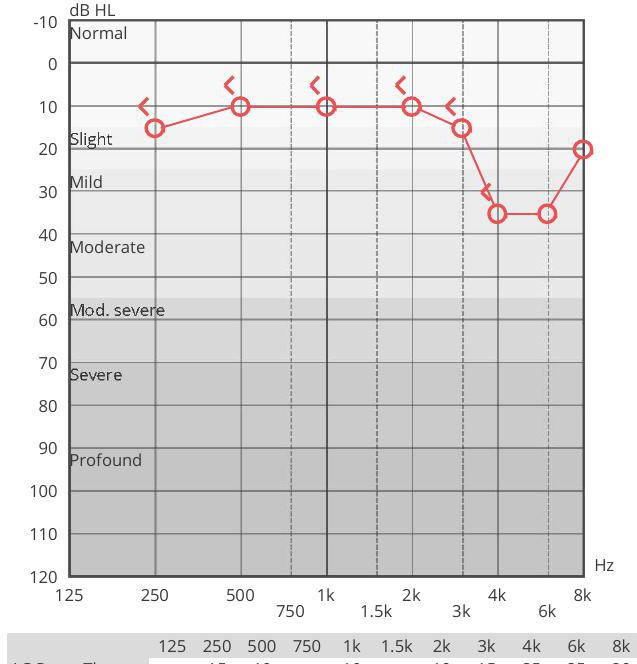 dB HL
-10
Normal
0
10
Slight
20
Mild
30
40
Moderate
50
Mod. severe
60
70
Severe
80
90
Profound
100
110
120
Hz
125 250 500 1k 2k 4k 8k
750 1.5k 3k 6k
125 250 500 750 1k 1.5k 2k 3k 4k 6k 8k